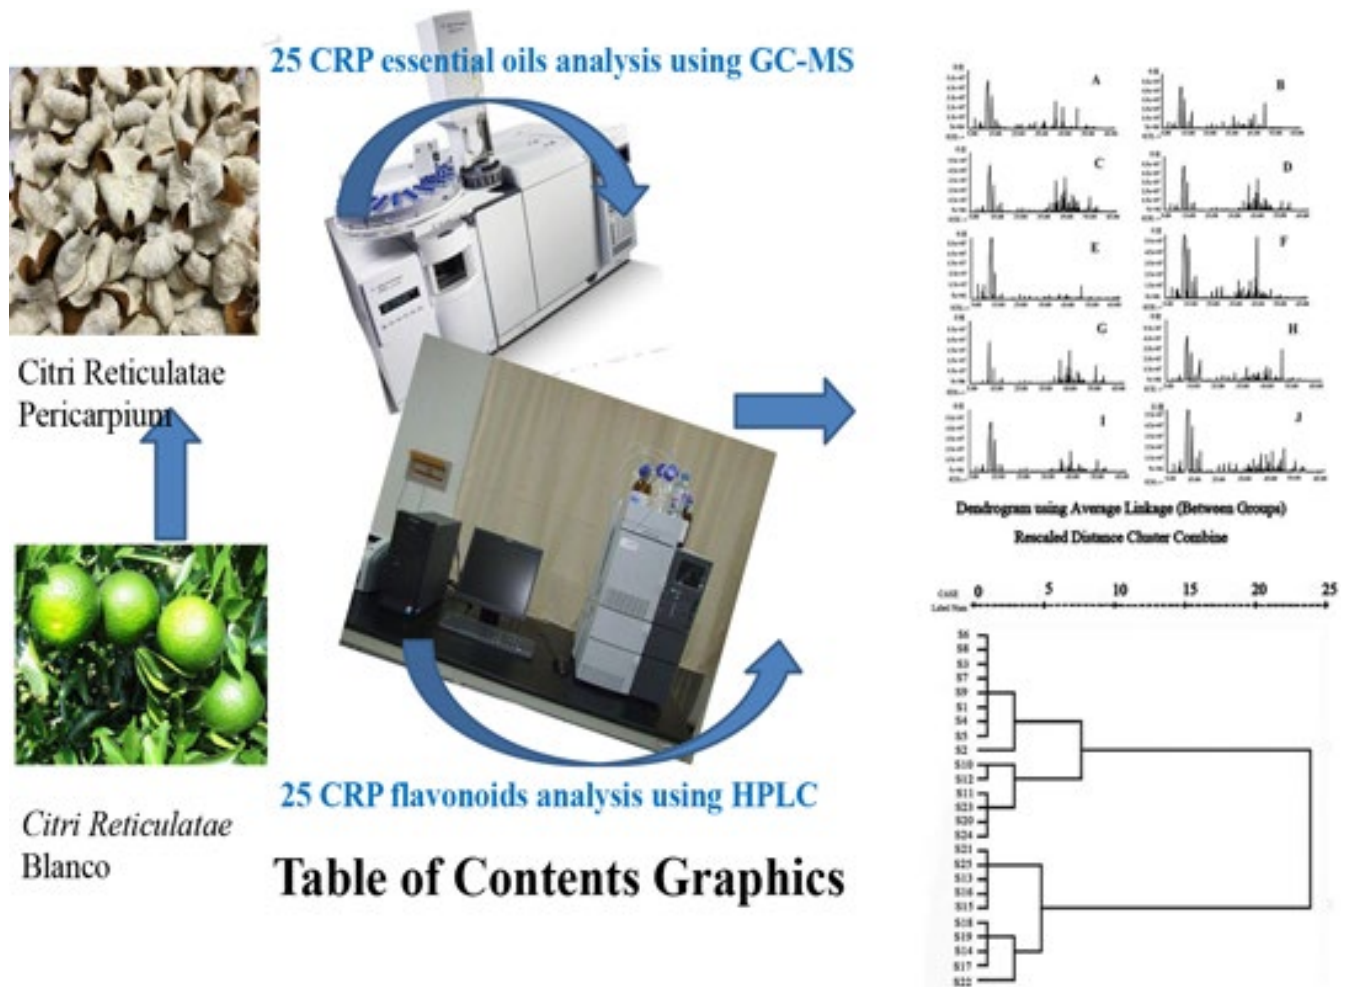 25 CRP essential oils analysis using GC-MS
Citri Reticulatae
Pericarpium
25 CRP flavonoids analysis using HPLC
Citri Reticulatae
Blanco
Table of Contents Graphics
A
B
C
D
E
F
G
H
I
J
Dendrogram using Average Linkage (Between Groups)
Rescaled Distance Cluster Combine
CASE 0 5 10 15 20 25
Label Num
S6
S8
S3
S7
S9
S1
S4
S5
S2
S10
S12
S11
S23
S20
S24
S21
S25
S13
S16
S15
S18
S19
S14
S17
S22